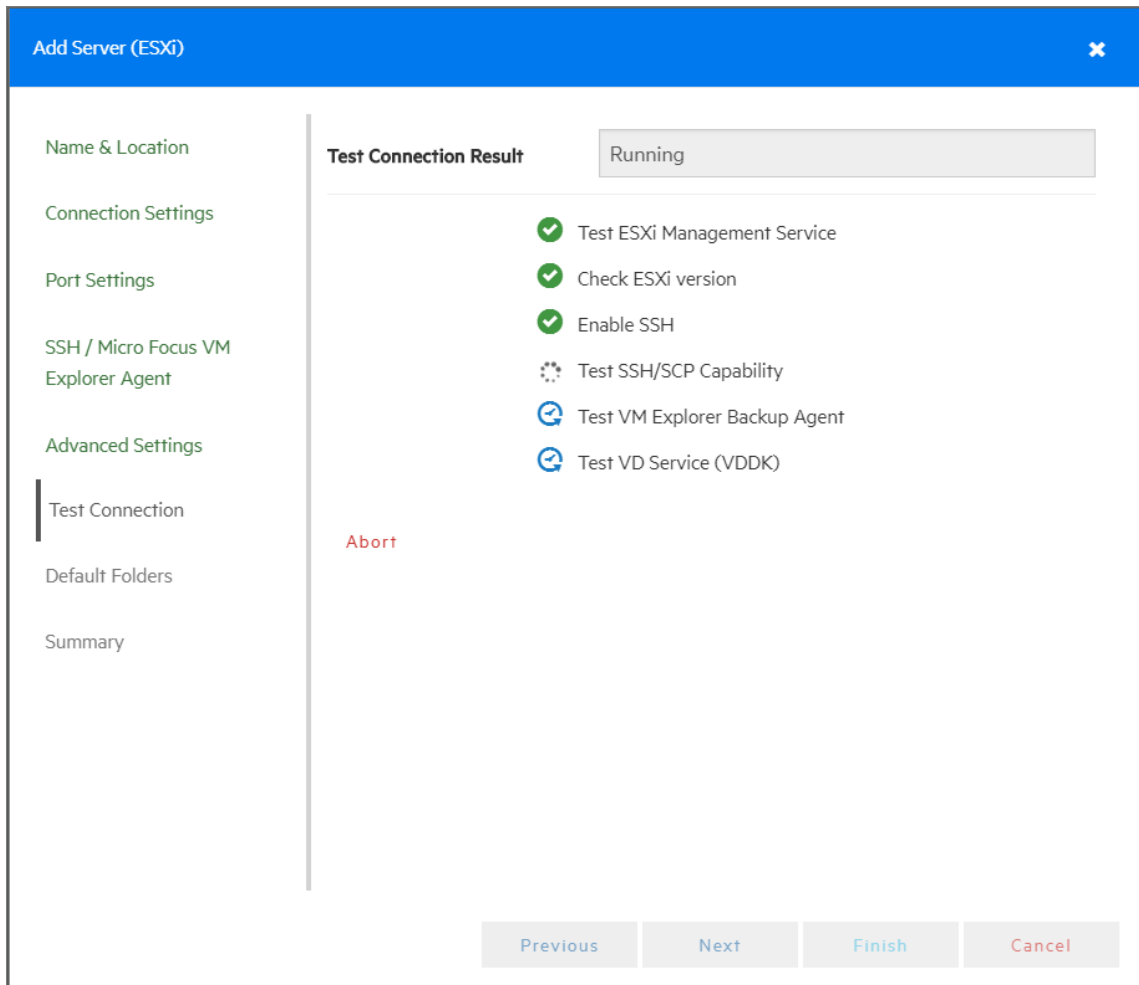 Add Server (ESXi)
Name & Location
Connection Settings
Port Settings
SSH / Micro Focus VM
Explorer Agent
Advanced Settings
Test Connection
Default Folders
Summary
Test Connection Result
Running
Test ESXi Management Service
Check ESXi version
Enable SSH
Test SSH/SCP Capability
Test VM Explorer Backup Agent
Test VD Service (VDDK)
Abort
Previous
Next
Finish
Cancel